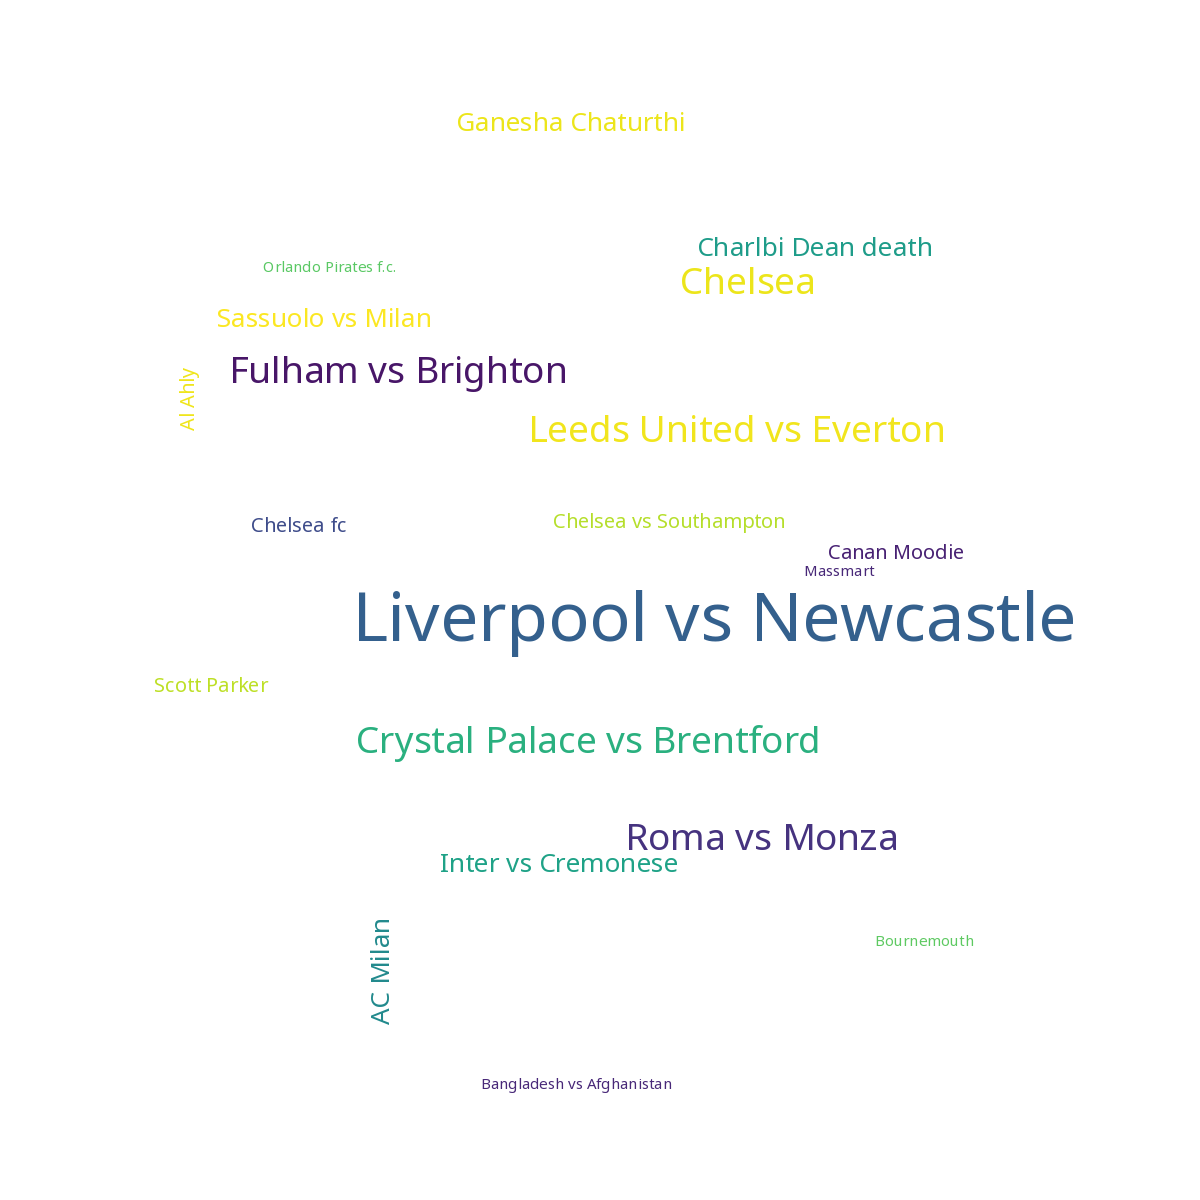 Ganesha Chaturthi
Charlbi Dean death
Orlando Pirates f.c.
Chelsea
Sassuolo vs Milan
Fulham vs Brighton
Al Ahly
Leeds United vs Everton
Chelsea fc
Chelsea vs Southampton
Canan Moodie
Massmart
Liverpool vs Newcastle
Scott Parker
Crystal Palace vs Brentford
Roma vs Monza
Inter vs Cremonese
Bournemouth
AC Milan
Bangladesh vs Afghanistan